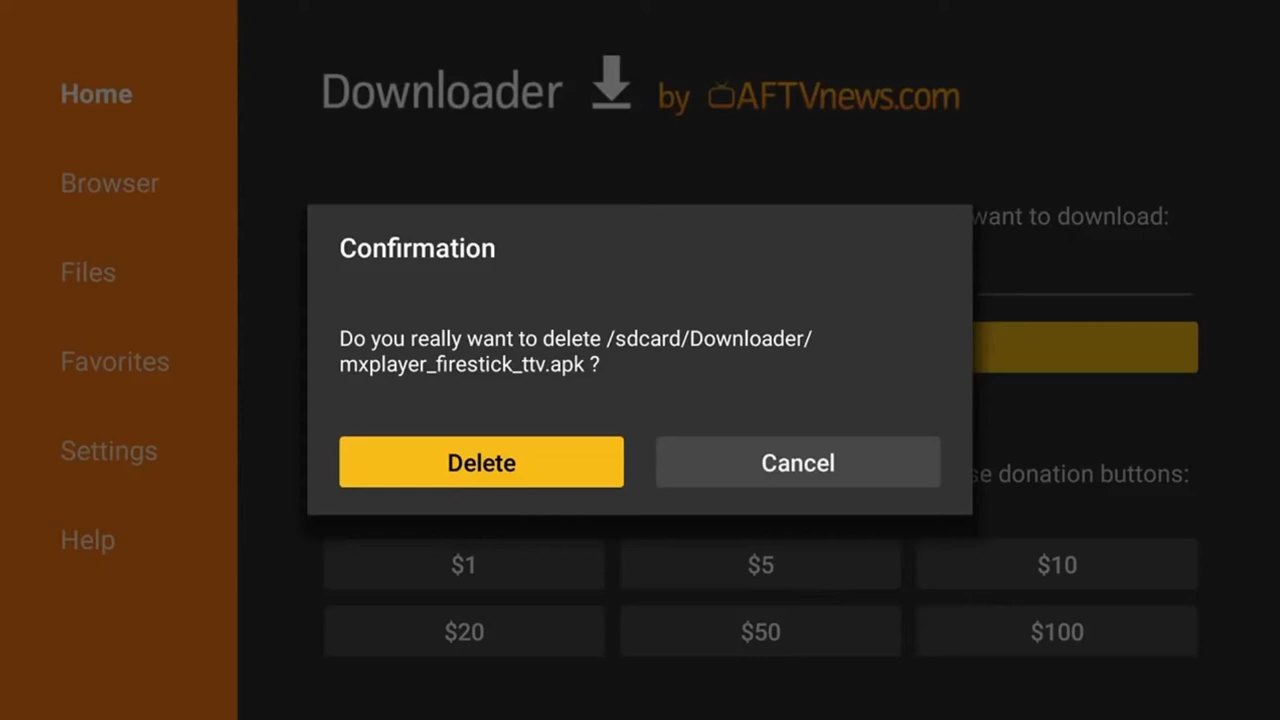 Home
Downloader by AFTVnews.com
Browser
want to download:
Confirmation
Files
Do you really want to delete /sdcard/Downloader/
mxplayer_firestick_ttv.apk ?
Favorites
Settings
Delete
Cancel
se donation buttons:
Help
$1
$5
$10
$20
$50
$100